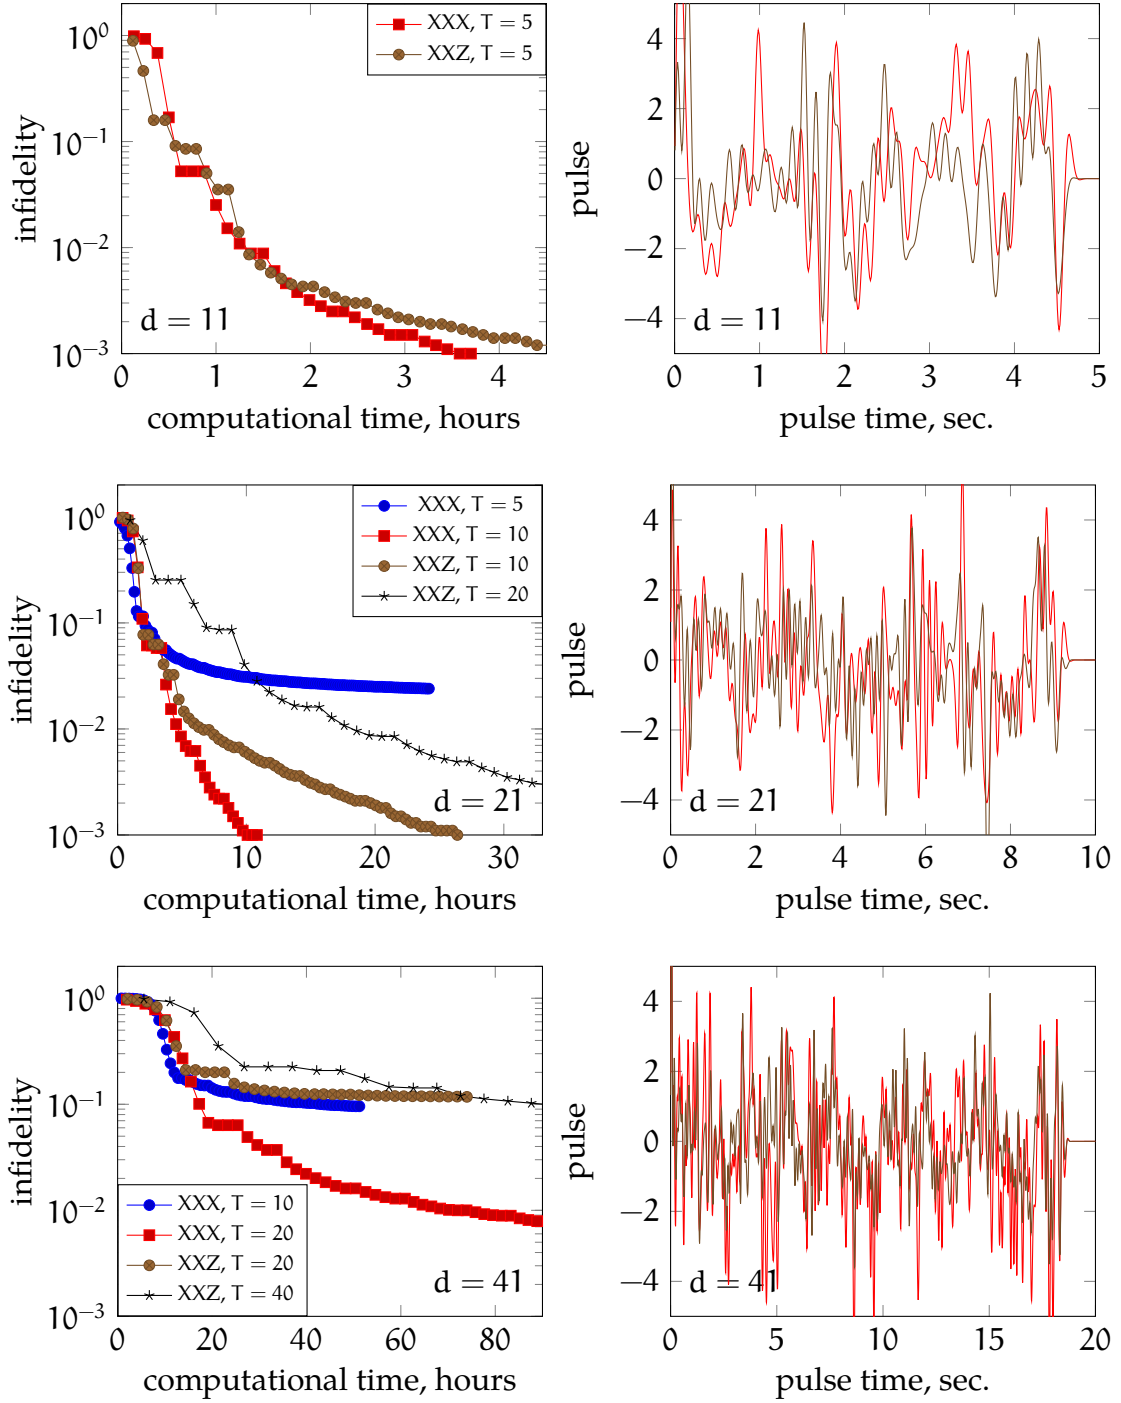 XXX, T = 5
XXZ, T = 5
10⁰
10⁻¹
10⁻²
10⁻³
infidelity
d = 11
0 1 2 3 4
computational time, hours
4
2
0
−2
−4
pulse
d = 11
0 1 2 3 4 5
pulse time, sec.
XXX, T = 5
XXX, T = 10
XXZ, T = 10
XXZ, T = 20
10⁰
10⁻¹
10⁻²
10⁻³
infidelity
d = 21
0 10 20 30
computational time, hours
4
2
0
−2
−4
pulse
d = 21
0 2 4 6 8 10
pulse time, sec.
10⁰
10⁻¹
10⁻²
10⁻³
infidelity
XXX, T = 10
XXX, T = 20
XXZ, T = 20
XXZ, T = 40
d = 41
0 20 40 60 80
computational time, hours
4
2
0
−2
−4
pulse
d = 41
0 5 10 15 20
pulse time, sec.